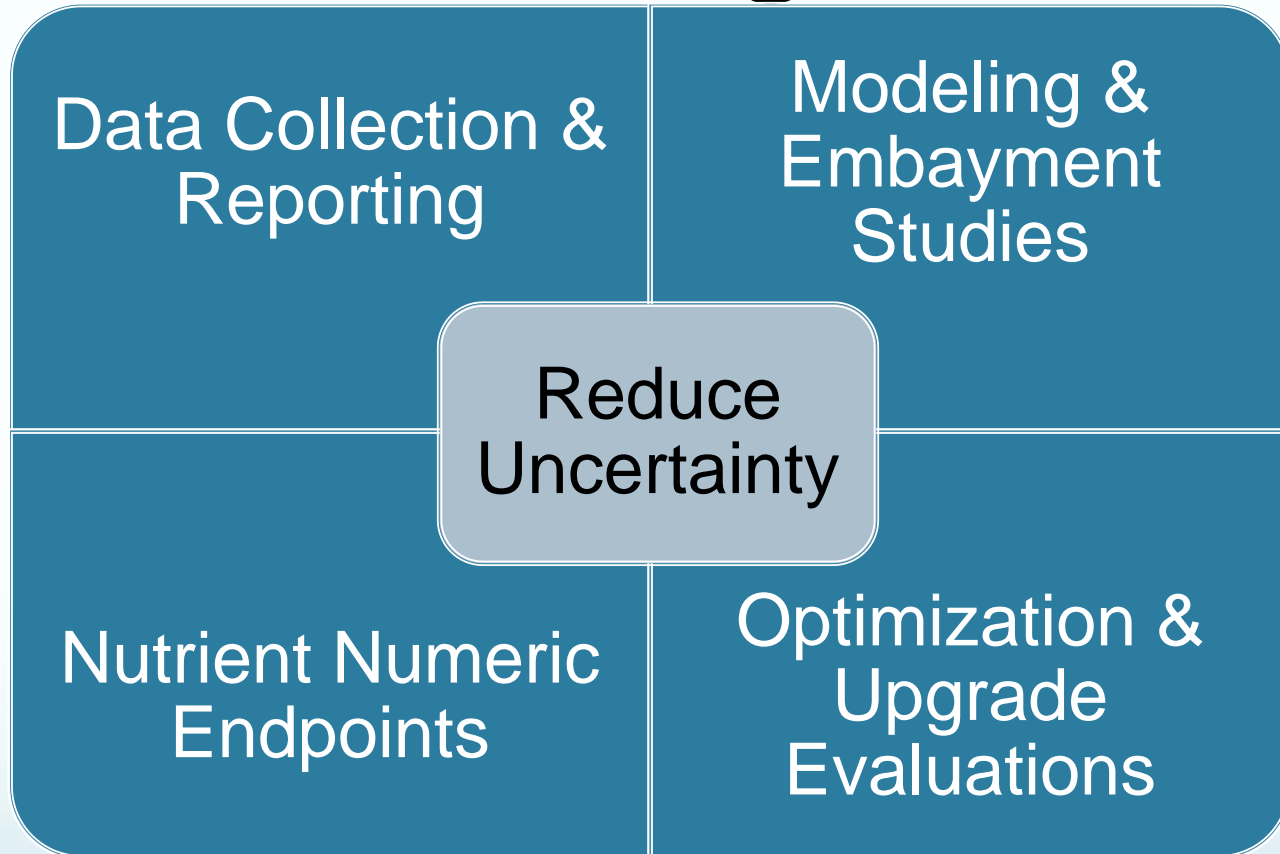 Data Collection &
Reporting
Modeling &
Embayment
Studies
Reduce
Uncertainty
Nutrient Numeric
Endpoints
Optimization &
Upgrade
Evaluations